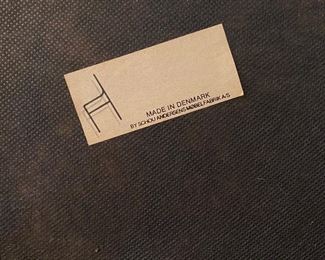 MADE IN DENMARK
BY SCHOU ANDERSENS MØBELFABRIK A/S